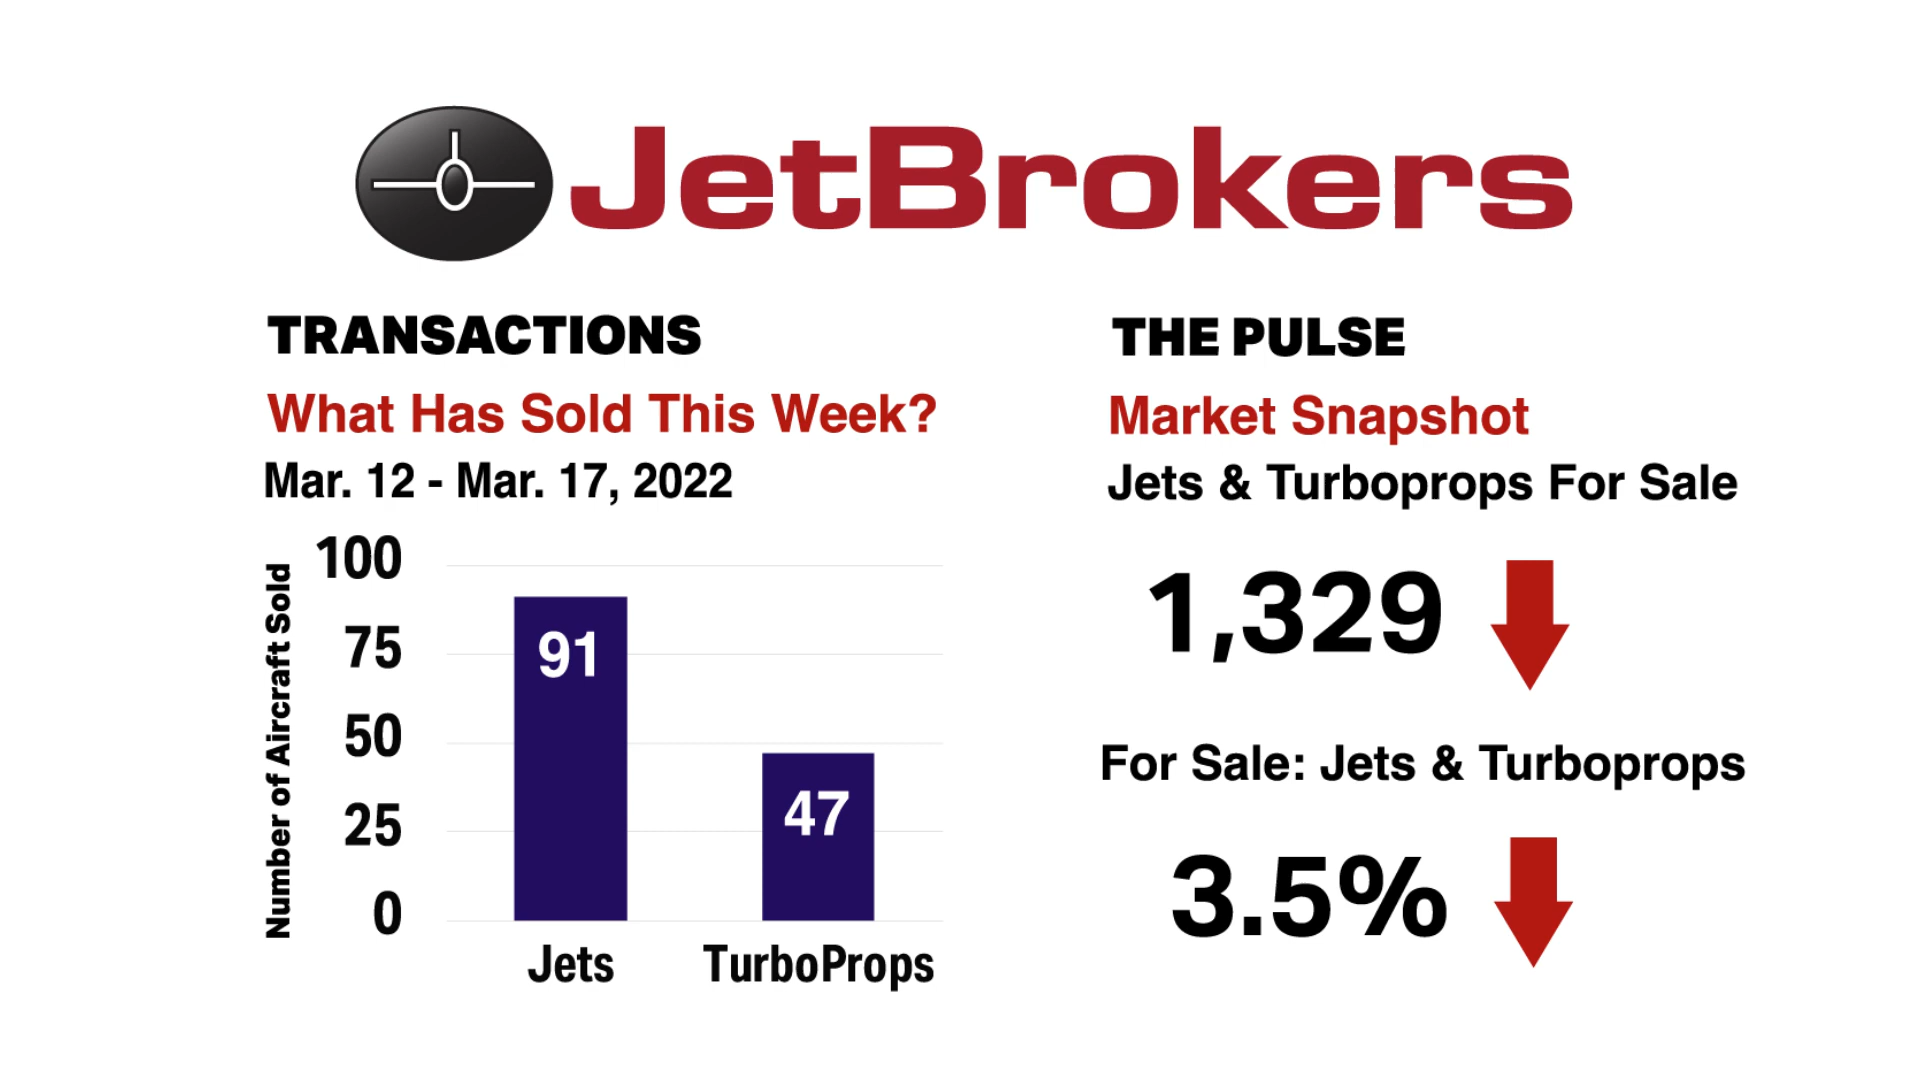 JetBrokers
TRANSACTIONS
What Has Sold This Week?
Mar. 12 - Mar. 17, 2022
Number of Aircraft Sold
100
75
50
25
0
91
47
Jets
TurboProps
THE PULSE
Market Snapshot
Jets & Turboprops For Sale
1,329
For Sale: Jets & Turboprops
3.5%